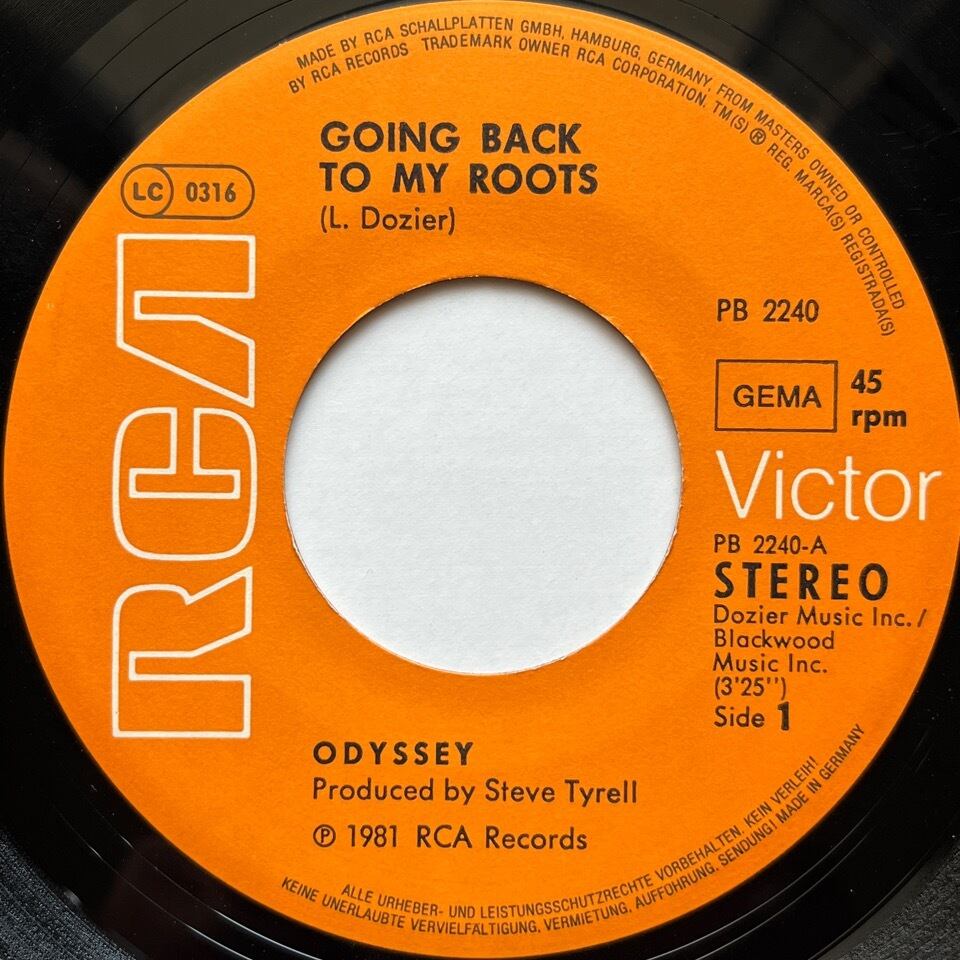 MADE BY RCA SCHALLPLATTEN GMBH, HAMBURG, GERMANY, FROM MASTERS OWNED OR CONTROLLED
BY RCA RECORDS TRADEMARK OWNER RCA CORPORATION. TM(S) ® REG. MARCA(S) REGISTRADA(S)
GOING BACK
TO MY ROOTS
(L. Dozier)
LC 0316
RCA
PB 2240
GEMA
45
rpm
Victor
PB 2240-A
STEREO
Dozier Music Inc./
Blackwood
Music Inc.
(3'25'')
Side 1
ODYSSEY
Produced by Steve Tyrell
℗ 1981 RCA Records
ALLE URHEBER- UND LEISTUNGSSCHUTZRECHTE VORBEHALTEN. KEIN VERLEIH!
KEINE UNERLAUBTE VERVIELFÄLTIGUNG, VERMIETUNG, AUFFÜHRUNG, SENDUNG! MADE IN GERMANY